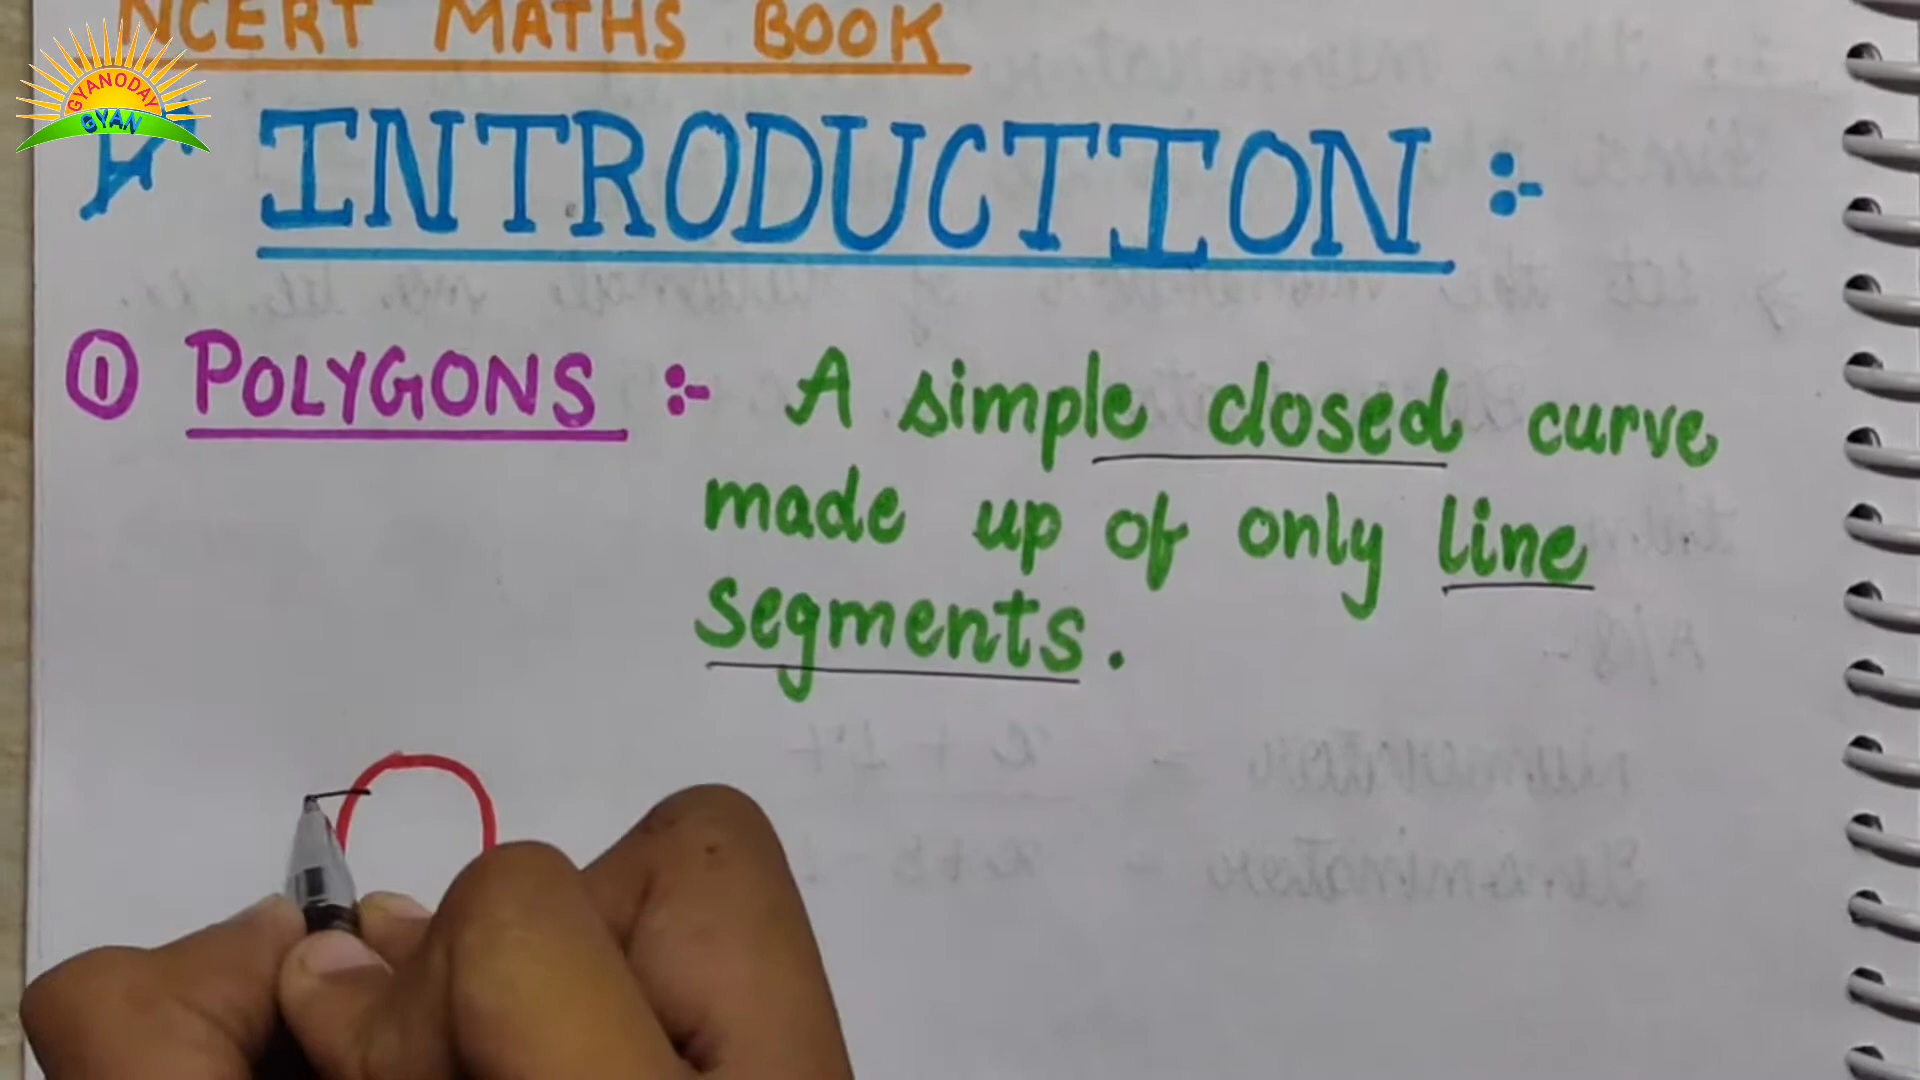 NCERT MATHS BOOK
GYANODAY
GYAN
INTRODUCTION :-
① POLYGONS :- A simple closed curve
made up of only line
segments.